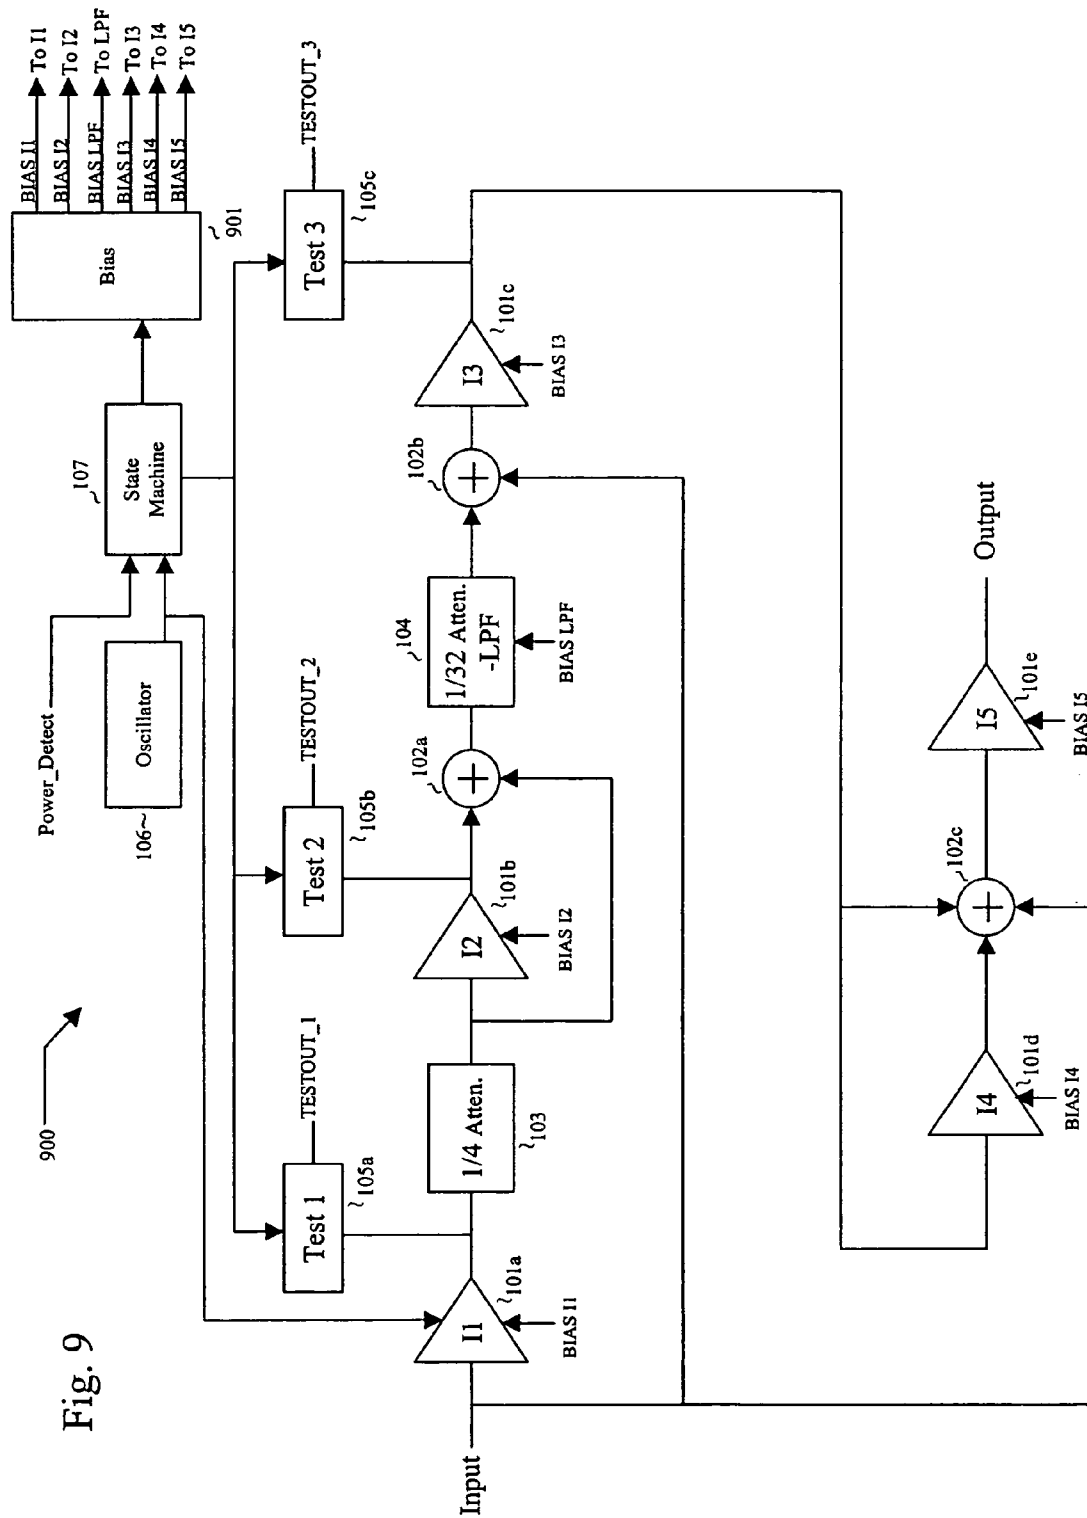 Fig. 9
900
Power_Detect
Oscillator
106
State
Machine
107
Bias
901
BIAS I1
To I1
BIAS I2
To I2
BIAS LPF
To LPF
BIAS I3
To I3
BIAS I4
To I4
BIAS I5
To I5
Test 1
105a
TESTOUT_1
Test 2
105b
TESTOUT_2
Test 3
105c
TESTOUT_3
Input
I1
101a
BIAS I1
1/4 Atten.
103
I2
101b
BIAS I2
102a
+
1/32 Atten.
-LPF
104
BIAS LPF
102b
+
I3
101c
BIAS I3
I4
101d
BIAS I4
102c
+
I5
101e
BIAS I5
Output